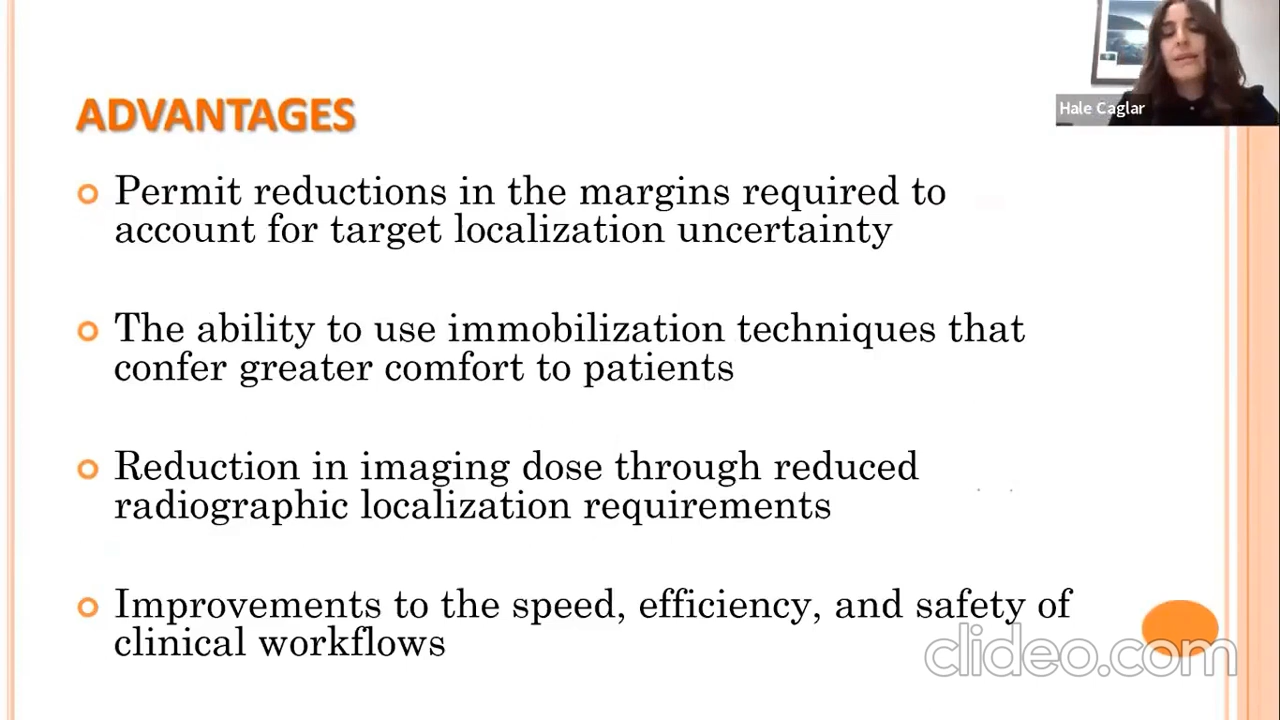 Hale Caglar
ADVANTAGES
Permit reductions in the margins required to
account for target localization uncertainty
The ability to use immobilization techniques that
confer greater comfort to patients
Reduction in imaging dose through reduced
radiographic localization requirements
Improvements to the speed, efficiency, and safety of
clinical workflows
clideo.com